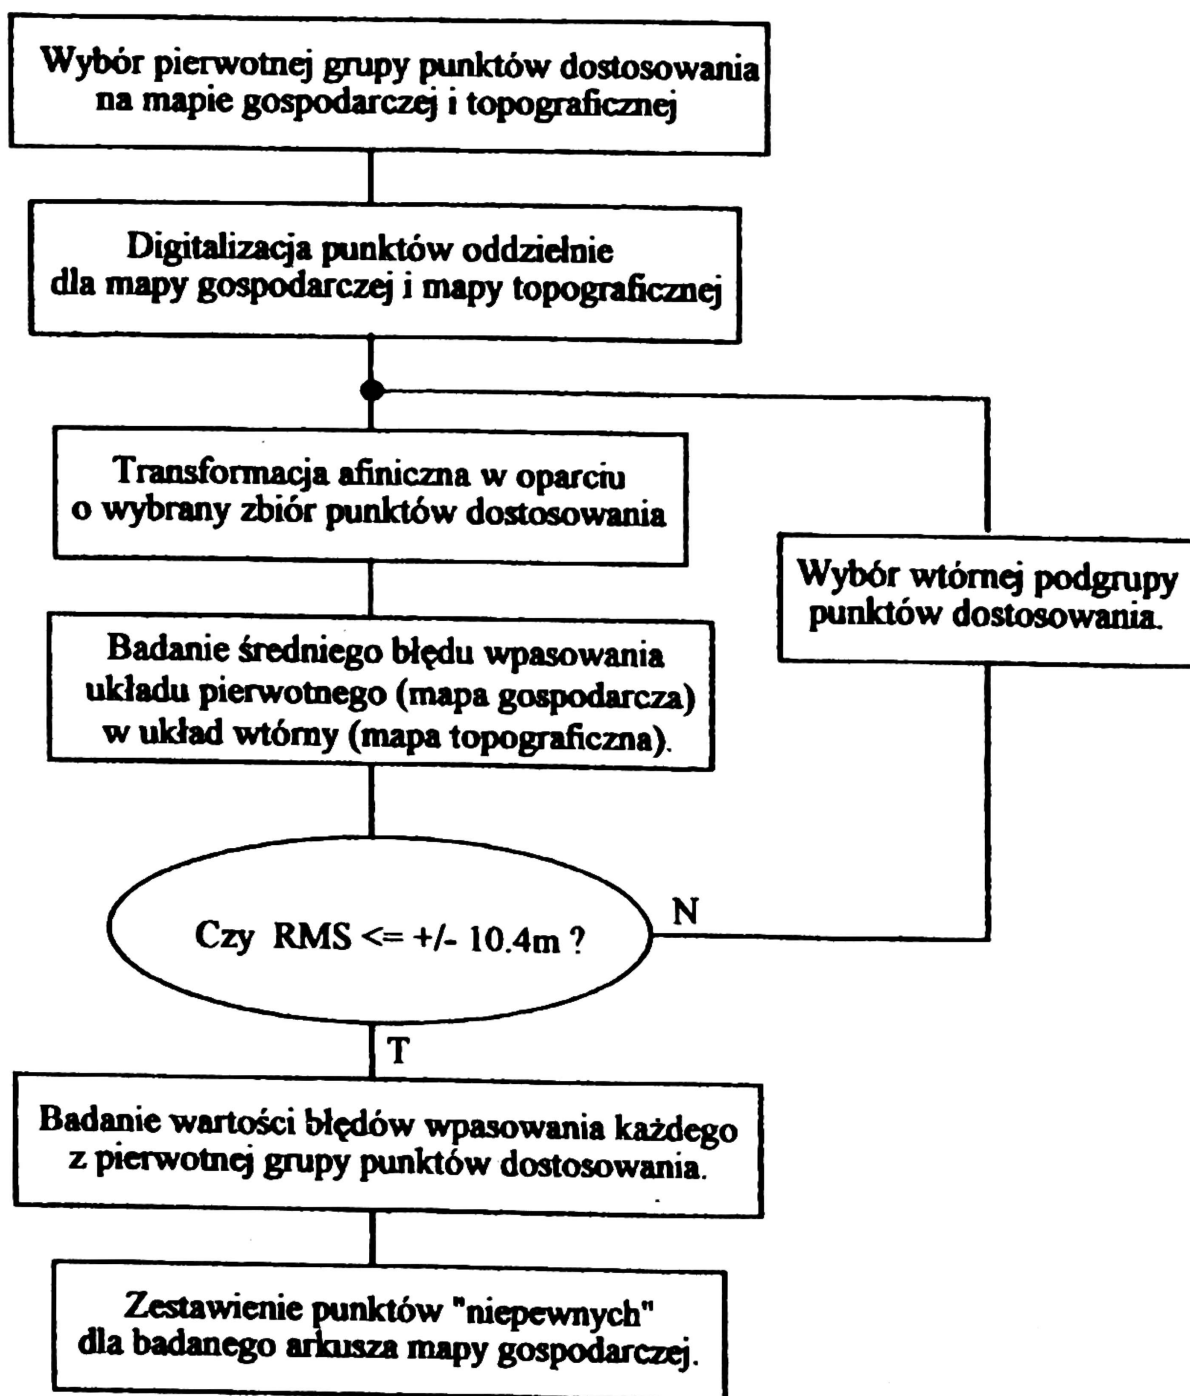 Wybór pierwotnej grupy punktów dostosowania
na mapie gospodarczej i topograficznej
Digitalizacja punktów oddzielnie
dla mapy gospodarczej i mapy topograficznej
Transformacja afiniczna w oparciu
o wybrany zbiór punktów dostosowania
Wybór wtórnej podgrupy
punktów dostosowania.
Badanie średniego błędu wpasowania
układu pierwotnego (mapa gospodarcza)
w układ wtórny (mapa topograficzna).
Czy RMS <= +/- 10.4m ?
N
T
Badanie wartości błędów wpasowania każdego
z pierwotnej grupy punktów dostosowania.
Zestawienie punktów "niepewnych"
dla badanego arkusza mapy gospodarczej.